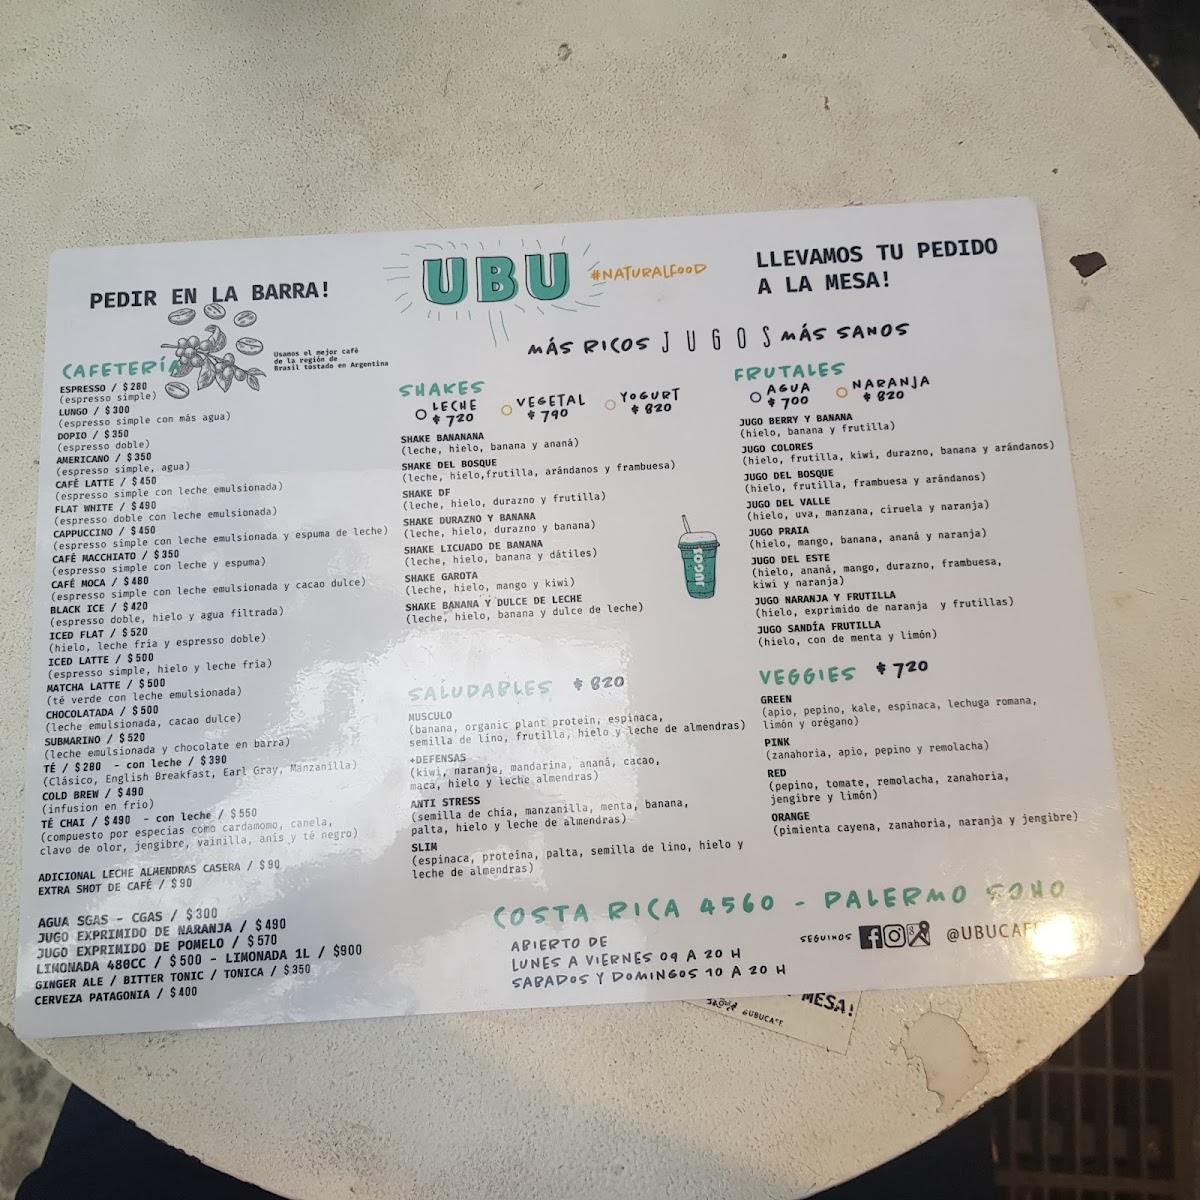 PEDIR EN LA BARRA!
UBU
#NATURALFOOD
LLEVAMOS TU PEDIDO
A LA MESA!
CAFETERÍA
Usamos el mejor café
de la región de
Brasil tostado en Argentina
ESPRESSO / $280
(espresso simple)
LUNGO / $300
(espresso simple con más agua)
DOPIO / $350
(espresso doble)
AMERICANO / $350
(espresso simple, agua)
CAFÉ LATTE / $450
(espresso simple con leche emulsionada)
FLAT WHITE / $490
(espresso doble con leche emulsionada)
CAPPUCCINO / $450
(espresso simple con leche emulsionada y espuma de leche)
CAFÉ MACCHIATO / $350
(espresso simple con leche y espuma)
CAFÉ MOCA / $480
(espresso simple con leche emulsionada y cacao dulce)
BLACK ICE / $420
(espresso doble, hielo y agua filtrada)
ICED FLAT / $520
(hielo, leche fria y espresso doble)
ICED LATTE / $500
(espresso simple, hielo y leche fria)
MATCHA LATTE / $500
(té verde con leche emulsionada)
CHOCOLATADA / $500
(leche emulsionada, cacao dulce)
SUBMARINO / $520
(leche emulsionada y chocolate en barra)
TÉ / $280 - con leche / $390
(Clásico, English Breakfast, Earl Gray, Manzanilla)
COLD BREW / $490
(infusion en frío)
TÉ CHAI / $490 - con leche / $550
(compuesto por especias como cardamomo, canela,
clavo de olor, jengibre, vainilla, anis y té negro)
ADICIONAL LECHE ALMENDRAS CASERA / $90
EXTRA SHOT DE CAFÉ / $90
AGUA SGAS - CGAS / $300
JUGO EXPRIMIDO DE NARANJA / $490
JUGO EXPRIMIDO DE POMELO / $570
LIMONADA 480CC / $500 - LIMONADA 1L / $900
GINGER ALE / BITTER TONIC / TONICA / $350
CERVEZA PATAGONIA / $400
MÁS RICOS JUGOS MÁS SANOS
SHAKES
LECHE $720
VEGETAL $790
YOGURT $820
SHAKE BANANANA
(leche, hielo, banana y ananá)
SHAKE DEL BOSQUE
(leche, hielo,frutilla, arándanos y frambuesa)
SHAKE DF
(leche, hielo, durazno y frutilla)
SHAKE DURAZNO Y BANANA
(leche, hielo, durazno y banana)
SHAKE LICUADO DE BANANA
(leche, hielo, banana y dátiles)
SHAKE GAROTA
(leche, hielo, mango y kiwi)
SHAKE BANANA Y DULCE DE LECHE
(leche, hielo, banana y dulce de leche)
JUGOS
SALUDABLES $820
MUSCULO
(banana, organic plant protein, espinaca,
semilla de lino, frutilla, hielo y leche de almendras)
+DEFENSAS
(kiwi, naranja, mandarina, ananá, cacao,
maca, hielo y leche almendras)
ANTI STRESS
(semilla de chía, manzanilla, menta, banana,
palta, hielo y leche de almendras)
SLIM
(espinaca, proteína, palta, semilla de lino, hielo y
leche de almendras)
FRUTALES
AGUA $700
NARANJA $820
JUGO BERRY Y BANANA
(hielo, banana y frutilla)
JUGO COLORES
(hielo, frutilla, kiwi, durazno, banana y arándanos)
JUGO DEL BOSQUE
(hielo, frutilla, frambuesa y arándanos)
JUGO DEL VALLE
(hielo, uva, manzana, ciruela y naranja)
JUGO PRAIA
(hielo, mango, banana, ananá y naranja)
JUGO DEL ESTE
(hielo, ananá, mango, durazno, frambuesa,
kiwi y naranja)
JUGO NARANJA Y FRUTILLA
(hielo, exprimido de naranja y frutillas)
JUGO SANDÍA FRUTILLA
(hielo, con de menta y limón)
VEGGIES $720
GREEN
(apio, pepino, kale, espinaca, lechuga romana,
limón y orégano)
PINK
(zanahoria, apio, pepino y remolacha)
RED
(pepino, tomate, remolacha, zanahoria,
jengibre y limón)
ORANGE
(pimienta cayena, zanahoria, naranja y jengibre)
COSTA RICA 4560 - PALERMO SOHO
ABIERTO DE
LUNES A VIERNES 09 A 20 H
SABADOS Y DOMINGOS 10 A 20 H
SEGUINOS
MESA!